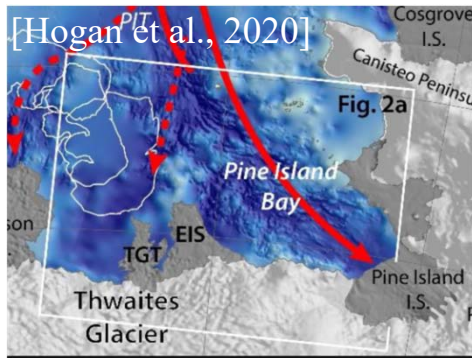 [Hogan et al., 2020]
PIT
Cosgrove
I.S.
Canisteo Peninsu
Fig. 2a
Pine Island
Bay
son
EIS
TGT
Thwaites
Glacier
Pine Island
I.S.